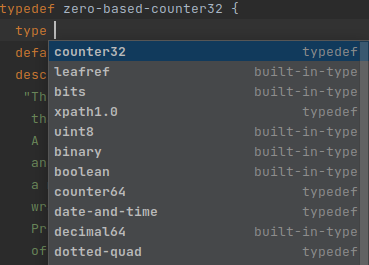 typedef zero-based-counter32 {
type
counter32 typedef
defa
leafref built-in-type
desc
bits built-in-type
"Th
xpath1.0 typedef
th
uint8 built-in-type
A
binary built-in-type
an
boolean built-in-type
a
counter64 typedef
wr
date-and-time typedef
Pr
decimal64 built-in-type
of
dotted-quad typedef